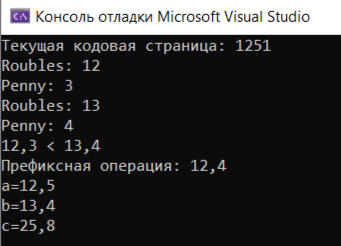 Консоль отладки Microsoft Visual Studio
Текущая кодовая страница: 1251
Roubles: 12
Penny: 3
Roubles: 13
Penny: 4
12,3 < 13,4
Префиксная операция: 12,4
a=12,5
b=13,4
c=25,8